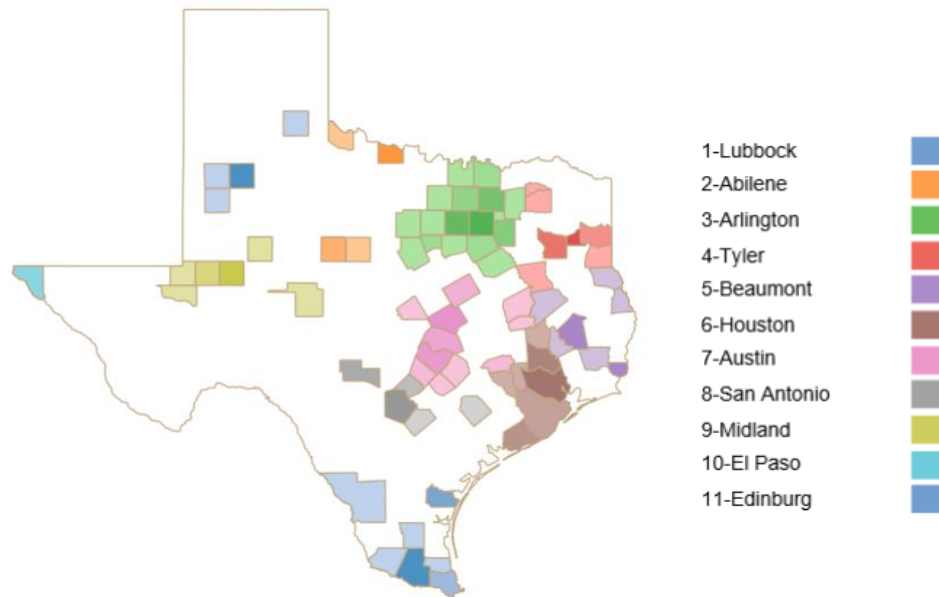 1-Lubbock
2-Abilene
3-Arlington
4-Tyler
5-Beaumont
6-Houston
7-Austin
8-San Antonio
9-Midland
10-El Paso
11-Edinburg